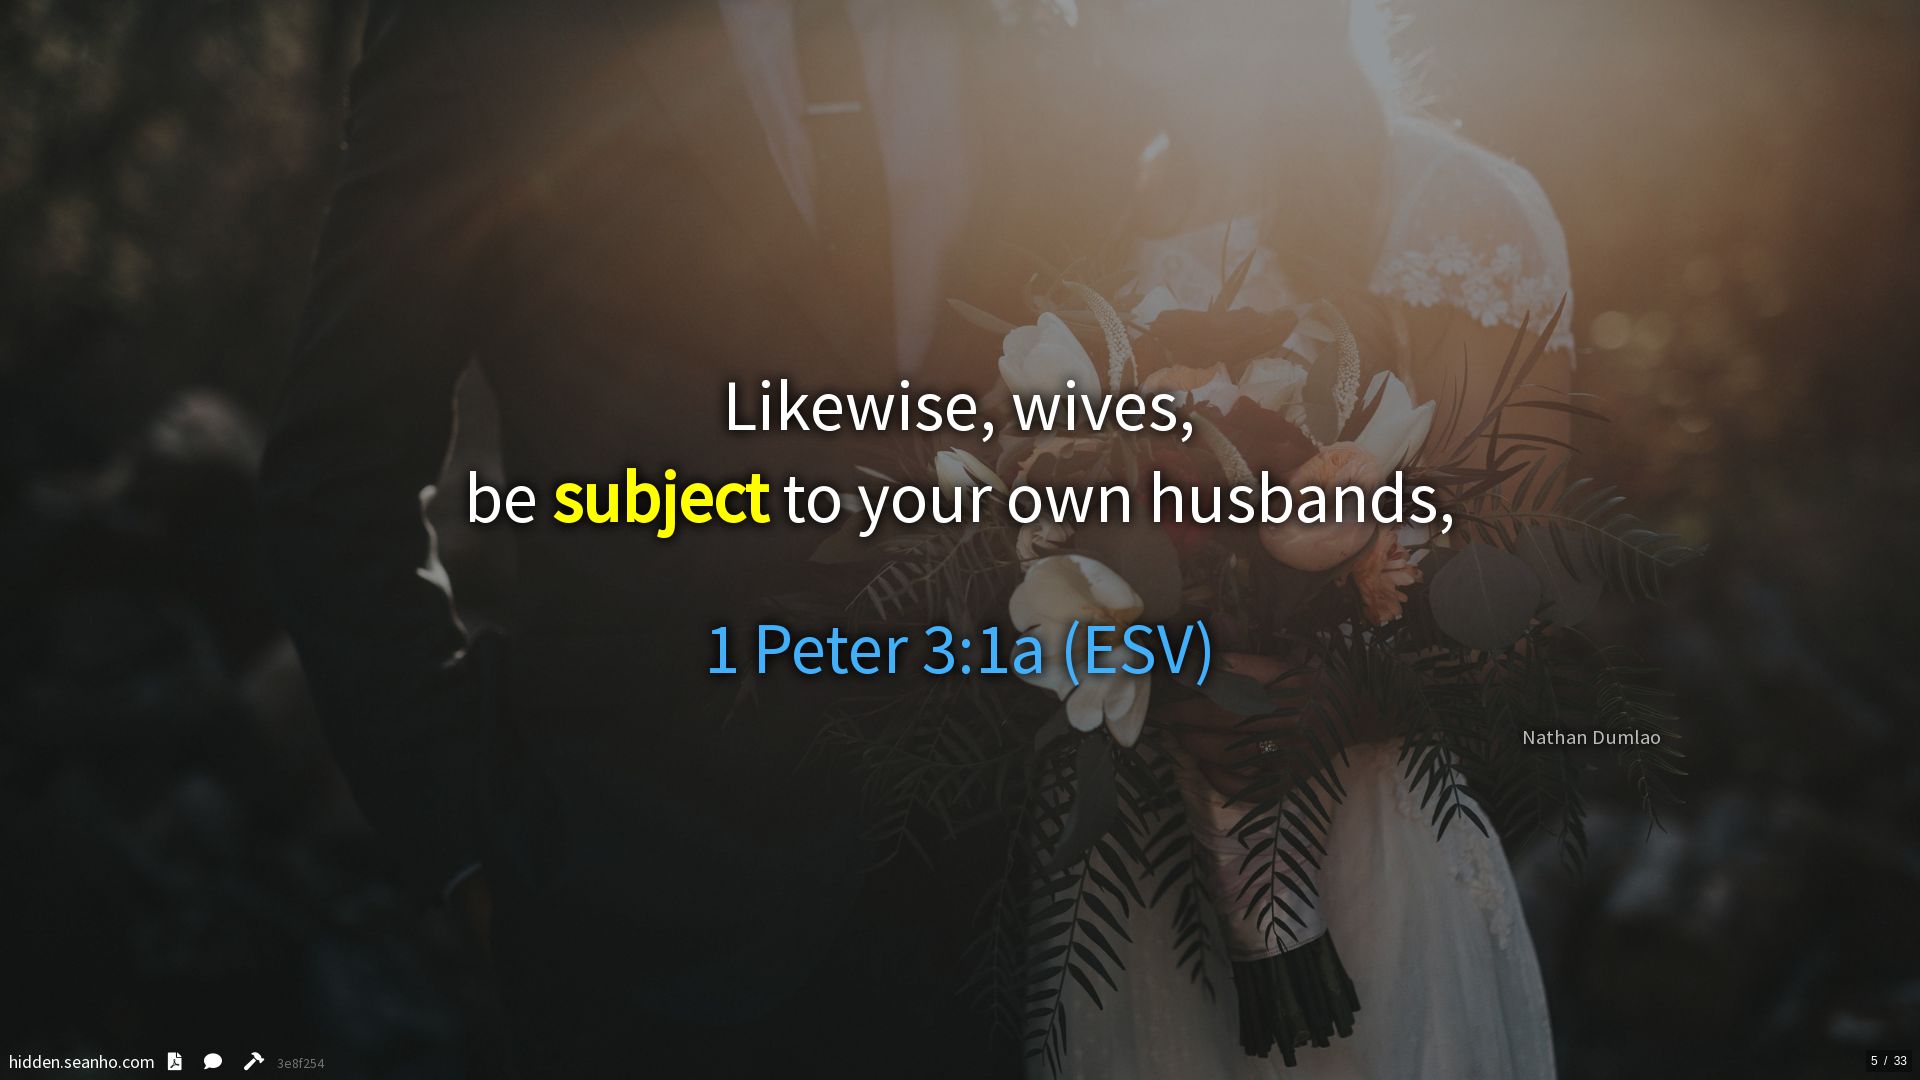 Likewise, wives,
be subject to your own husbands,
1 Peter 3:1a (ESV)
Nathan Dumlao
hidden.seanho.com
3e8f254
5 / 33